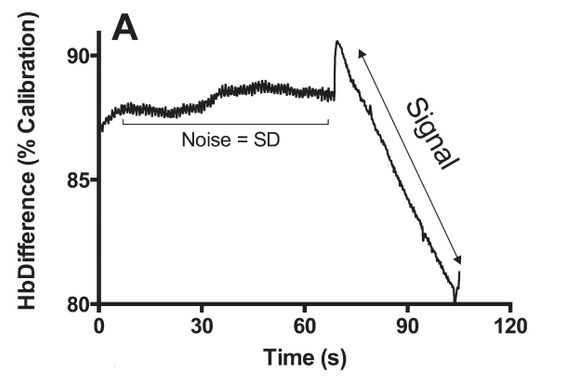 A
HbDifference (% Calibration)
90
85
80
Noise = SD
Signal
0 30 60 90 120
Time (s)